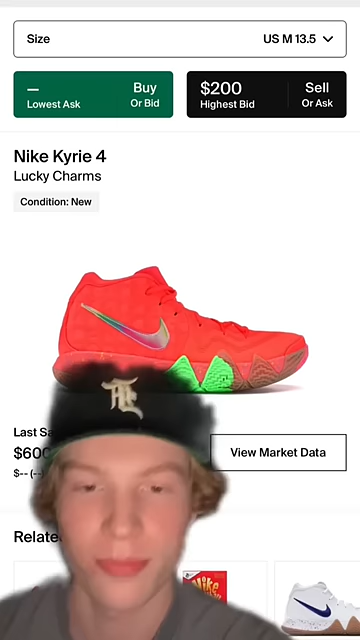 Size
US M 13.5
— Buy
Lowest Ask Or Bid
$200 Sell
Highest Bid Or Ask
Nike Kyrie 4
Lucky Charms
Condition: New
Last Sa
$600
$-- (--)
View Market Data
Relate
Nike